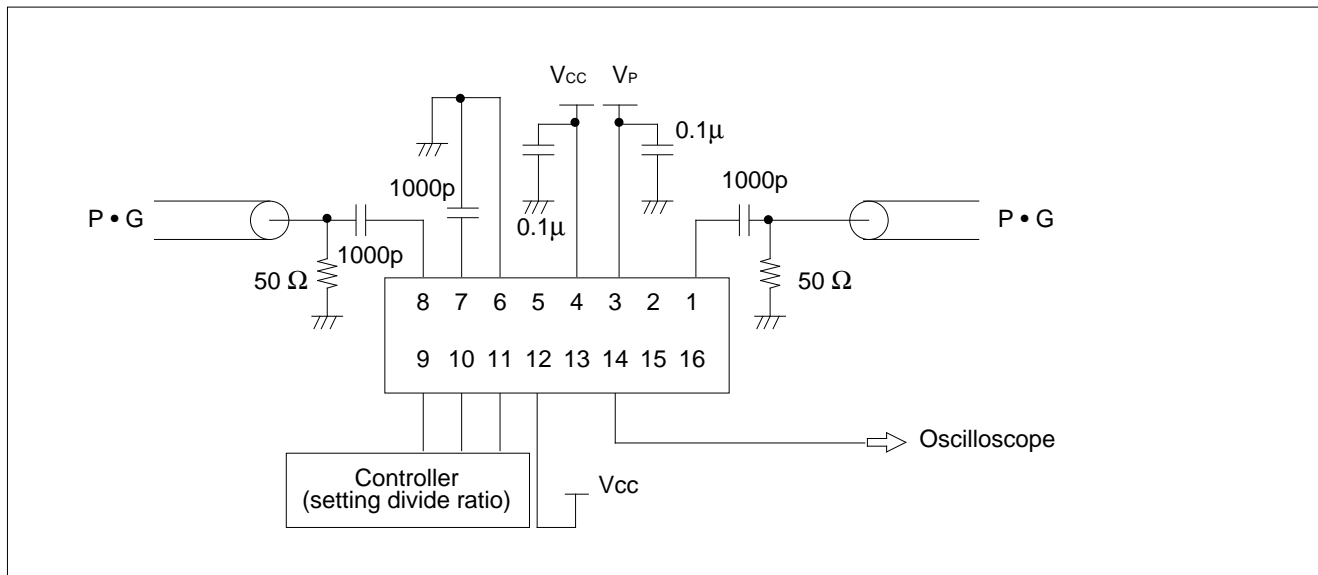 VCC VP
0.1µ
1000p 1000p
0.1µ
P • G P • G
1000p
50 Ω 50 Ω
8 7 6 5 4 3 2 1
9 10 11 12 13 14 15 16
Oscilloscope
Controller
(setting divide ratio)
Vcc